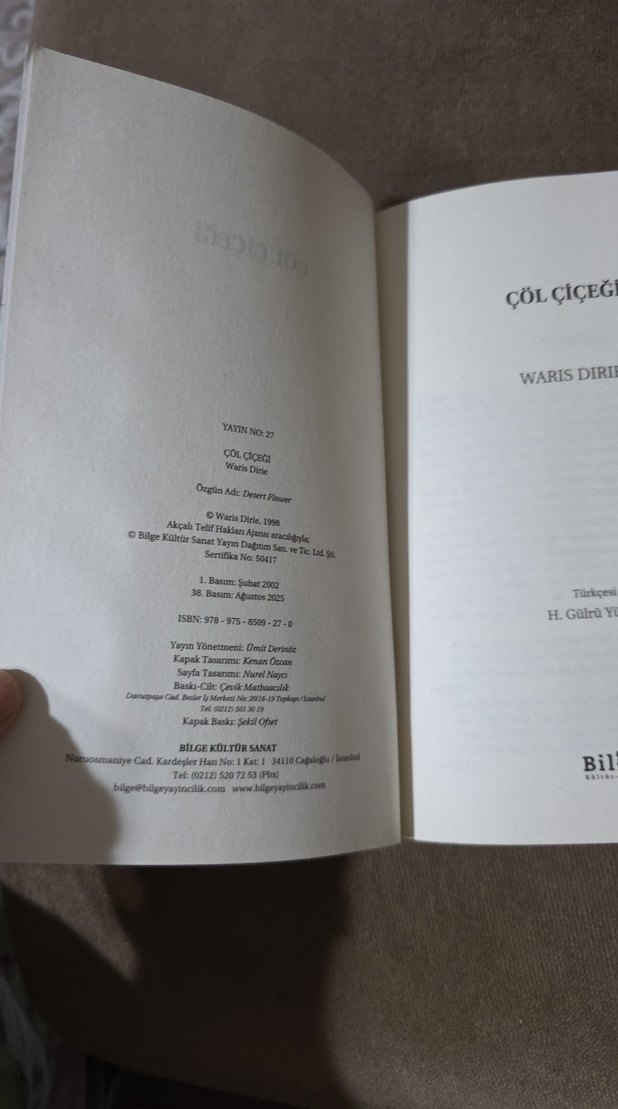 YAYIN NO: 27
ÇÖL ÇİÇEĞİ
Waris Dirie
Özgün Adı: Desert Flower
© Waris Dirie, 1998
Akçalı Telif Hakları Ajansı aracılığıyla;
© Bilge Kültür Sanat Yayın Dağıtım San. ve Tic. Ltd. Şti.
Sertifika No: 50417
1. Basım: Şubat 2002
38. Basım: Ağustos 2025
ISBN: 978 - 975 - 8509 - 27 - 0
Yayın Yönetmeni: Ümit Derinöz
Kapak Tasarımı: Kenan Özcan
Sayfa Tasarımı: Nurel Naycı
Baskı-Cilt: Çevik Matbaacılık
Davutpaşa Cad. Besler İş Merkezi No: 20/18-19 Topkapı / İstanbul
Tel: (0212) 501 30 19
Kapak Baskı: Şekil Ofset
BİLGE KÜLTÜR SANAT
Nuruosmaniye Cad. Kardeşler Han No: 1 Kat: 1 34110 Cağaloğlu / İstanbul
Tel: (0212) 520 72 53 (Pbx)
bilge@bilgeyayincilik.com www.bilgeyayincilik.com
ÇÖL ÇİÇEĞİ
WARIS DIRIE
Türkçesi
H. Gülrû